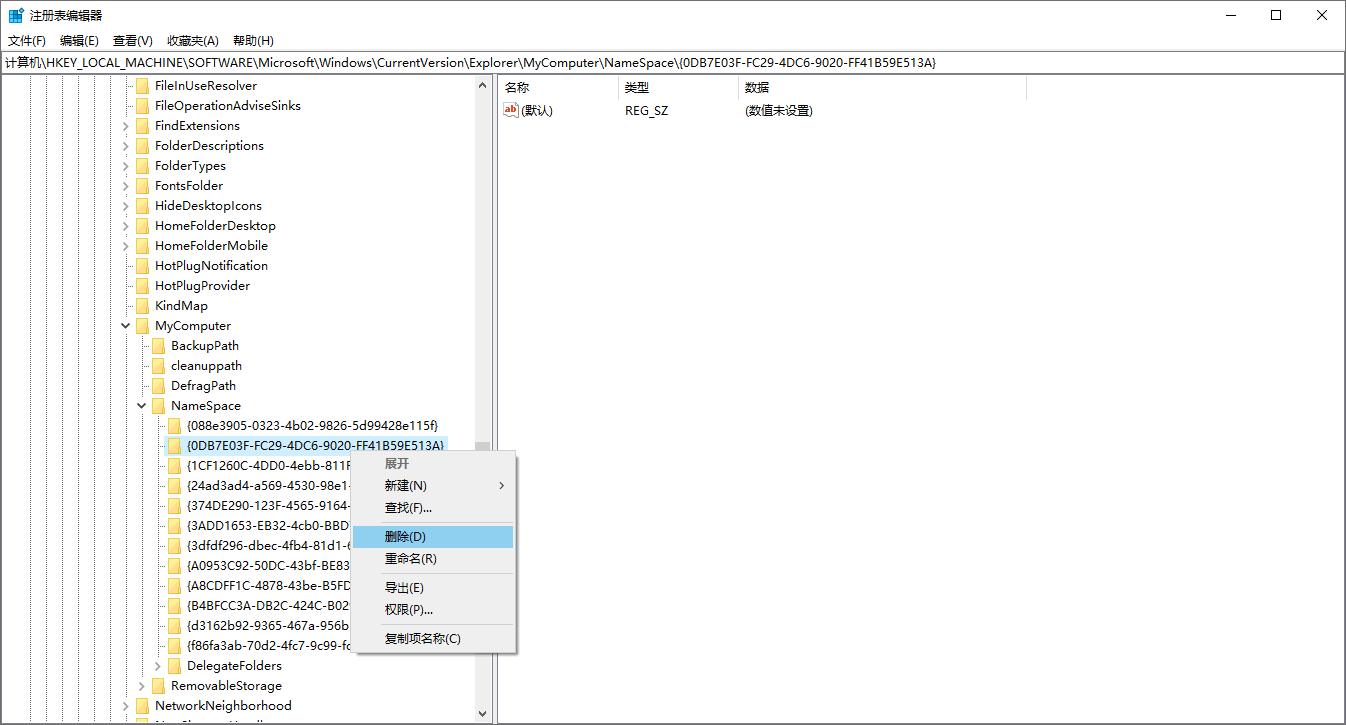 注册表编辑器
文件(F) 编辑(E) 查看(V) 收藏夹(A) 帮助(H)
计算机\HKEY_LOCAL_MACHINE\SOFTWARE\Microsoft\Windows\CurrentVersion\Explorer\MyComputer\NameSpace\{0DB7E03F-FC29-4DC6-9020-FF41B59E513A}
FileInUseResolver
FileOperationAdviseSinks
FindExtensions
FolderDescriptions
FolderTypes
FontsFolder
HideDesktopIcons
HomeFolderDesktop
HomeFolderMobile
HotPlugNotification
HotPlugProvider
KindMap
MyComputer
BackupPath
cleanuppath
DefragPath
NameSpace
{088e3905-0323-4b02-9826-5d99428e115f}
{0DB7E03F-FC29-4DC6-9020-FF41B59E513A}
{1CF1260C-4DD0-4ebb-811F
{24ad3ad4-a569-4530-98e1-
{374DE290-123F-4565-9164-
{3ADD1653-EB32-4cb0-BBD
{3dfdf296-dbec-4fb4-81d1-6
{A0953C92-50DC-43bf-BE83
{A8CDFF1C-4878-43be-B5FD
{B4BFCC3A-DB2C-424C-B029
{d3162b92-9365-467a-956b
{f86fa3ab-70d2-4fc7-9c99-fc
DelegateFolders
RemovableStorage
NetworkNeighborhood
展开
新建(N)
查找(F)...
删除(D)
重命名(R)
导出(E)
权限(P)...
复制项名称(C)
名称 类型 数据
ab (默认) REG_SZ (数值未设置)